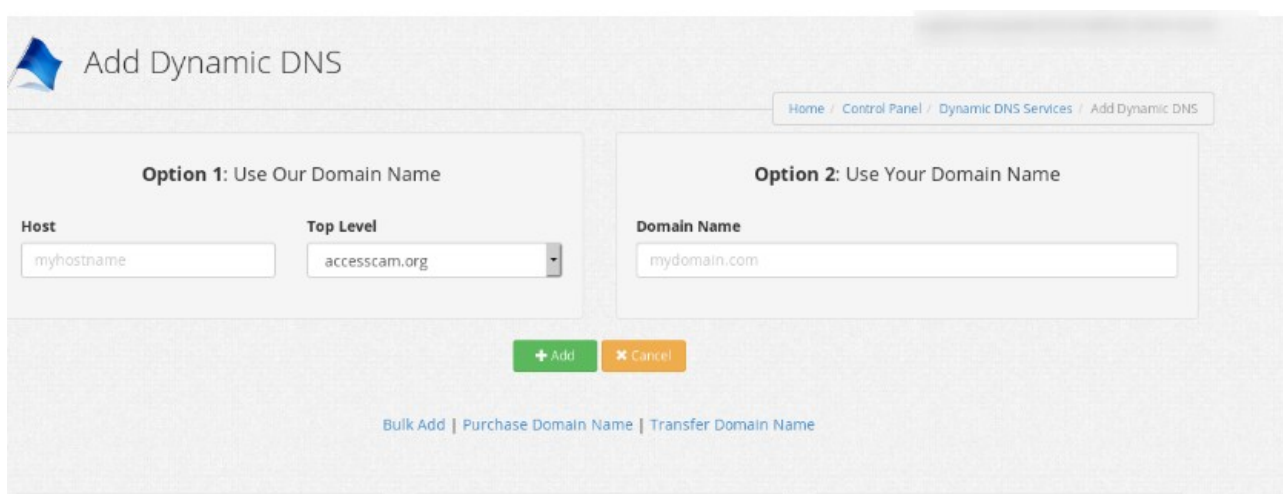 Add Dynamic DNS
Home / Control Panel / Dynamic DNS Services / Add Dynamic DNS
Option 1: Use Our Domain Name
Host
Top Level
myhostname
accesscam.org
Option 2: Use Your Domain Name
Domain Name
mydomain.com
Add
Cancel
Bulk Add | Purchase Domain Name | Transfer Domain Name